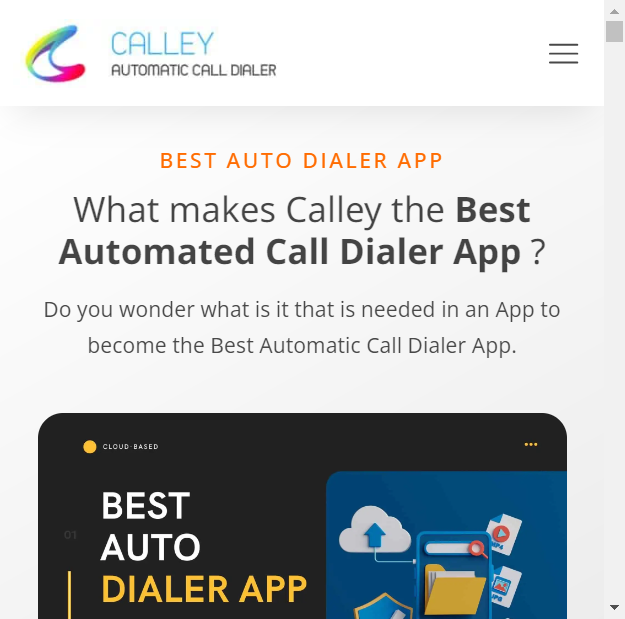 CALLEY
AUTOMATIC CALL DIALER
BEST AUTO DIALER APP
What makes Calley the Best
Automated Call Dialer App ?
Do you wonder what is it that is needed in an App to
become the Best Automatic Call Dialer App.
CLOUD-BASED
BEST
01
AUTO
DIALER APP
MP4